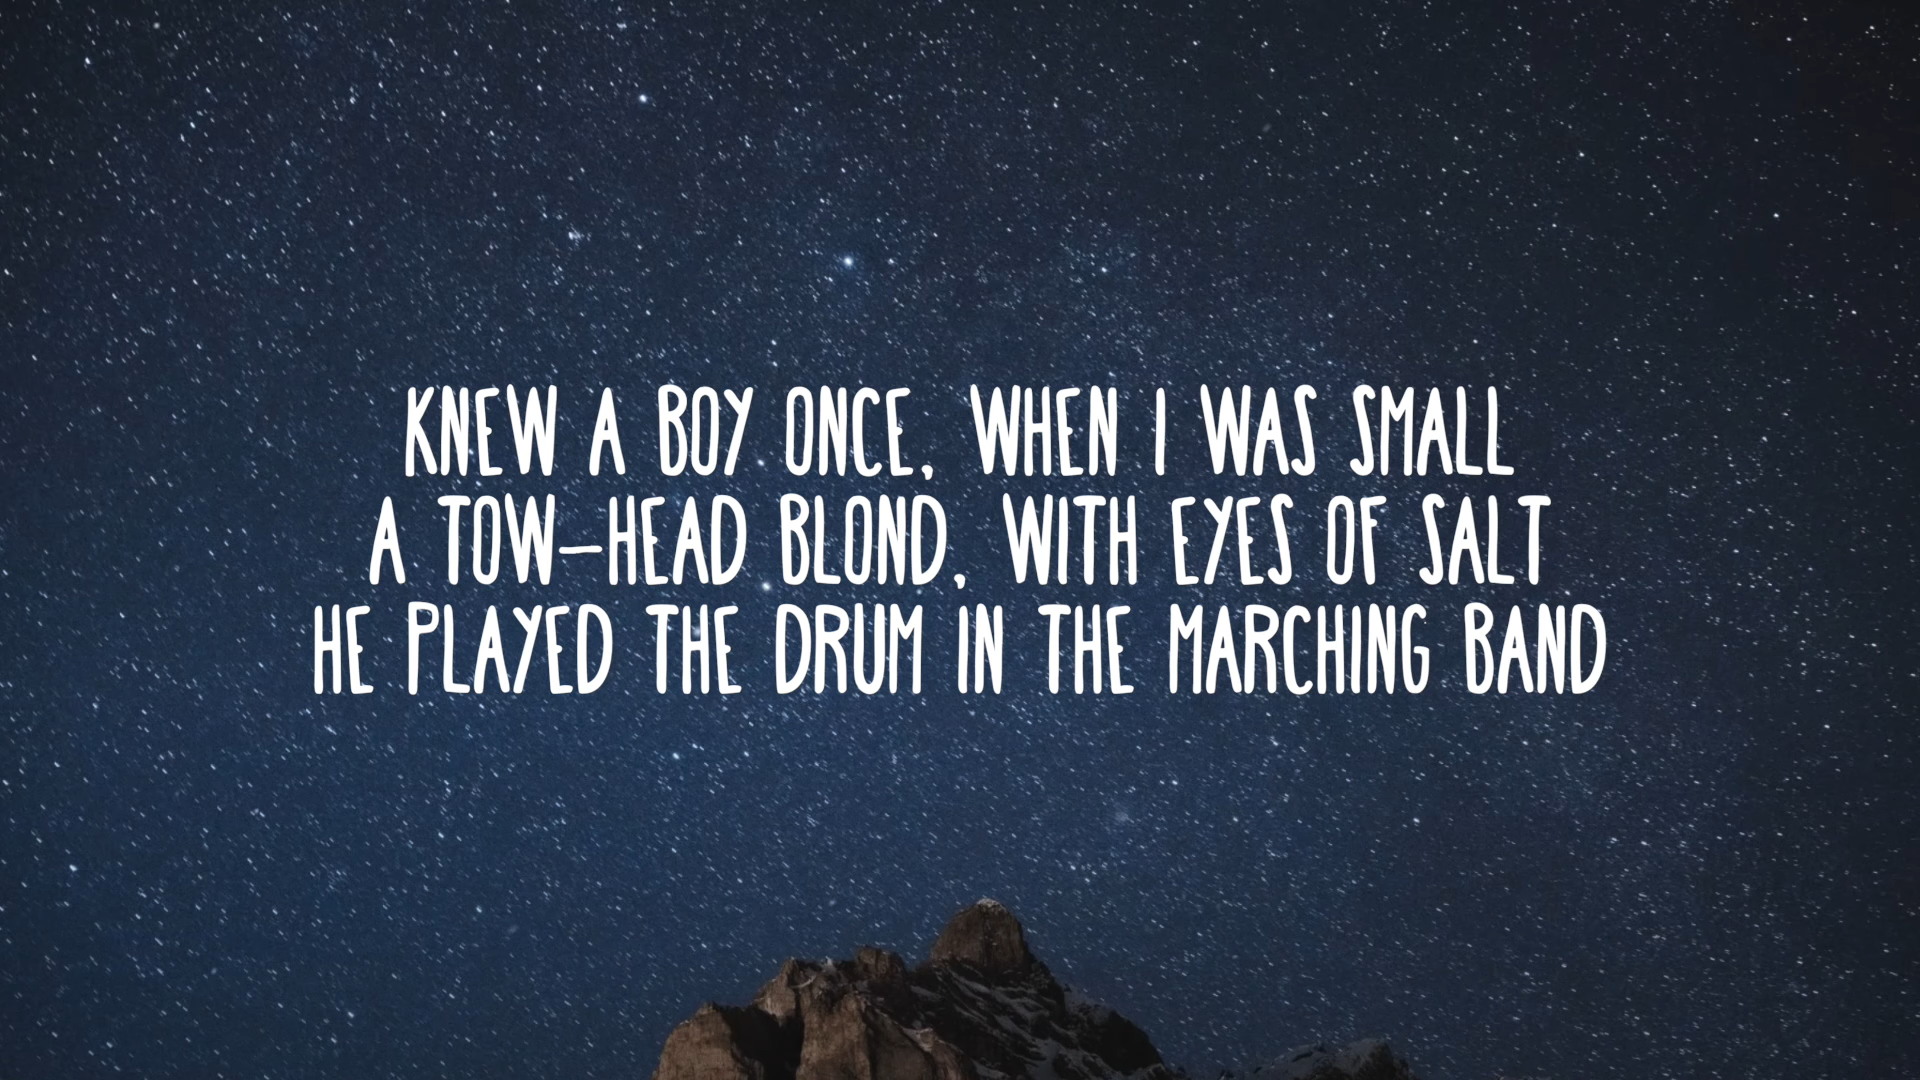 KNEW A BOY ONCE, WHEN I WAS SMALL
A TOW-HEAD BLOND, WITH EYES OF SALT
HE PLAYED THE DRUM IN THE MARCHING BAND